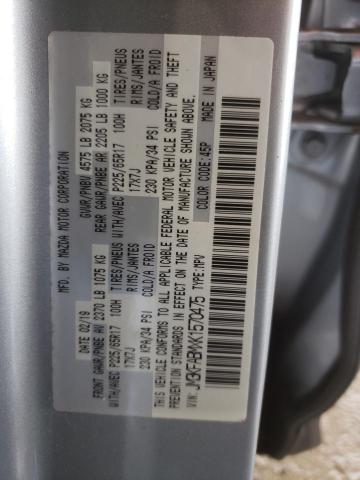 MFD. BY MAZDA MOTOR CORPORATION
DATE 02/19 GVWR/PNBV 4575 LB 2075 KG
FRONT GAWR/PNBE AV 2370 LB 1075 KG REAR GAWR/PNBE AR 2205 LB 1000 KG
WITH/AVEC P225/65R17 100H TIRES/PNEUS WITH/AVEC P225/65R17 100H TIRES/PNEUS
17X7J RIMS/JANTES 17X7J RIMS/JANTES
230 KPA/34 PSI COLD/A FROID 230 KPA/34 PSI COLD/A FROID
THIS VEHICLE CONFORMS TO ALL APPLICABLE FEDERAL MOTOR VEHICLE SAFETY, BUMPER,
AND THEFT PREVENTION STANDARDS IN EFFECT ON THE DATE OF MANUFACTURE SHOWN ABOVE.
VIN: TYPE: MPV COLOR CODE: 45P MADE IN JAPAN